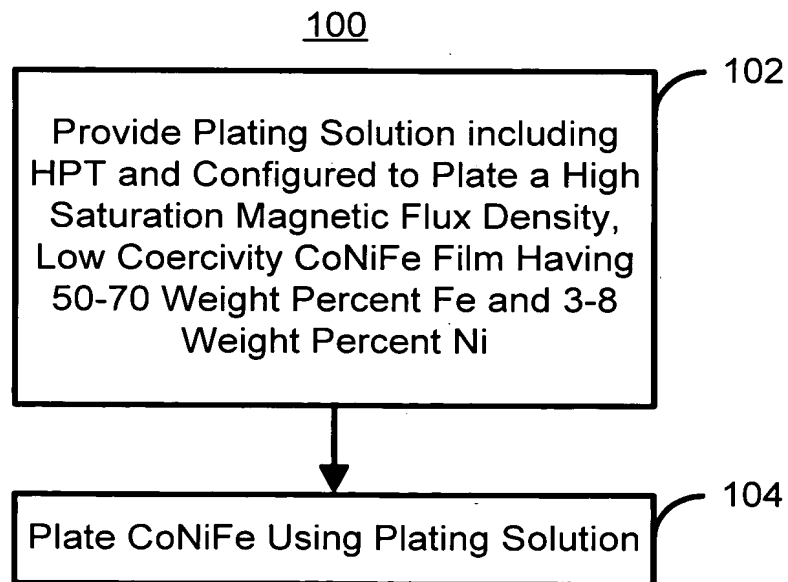 100
102
Provide Plating Solution including
HPT and Configured to Plate a High
Saturation Magnetic Flux Density,
Low Coercivity CoNiFe Film Having
50-70 Weight Percent Fe and 3-8
Weight Percent Ni
104
Plate CoNiFe Using Plating Solution